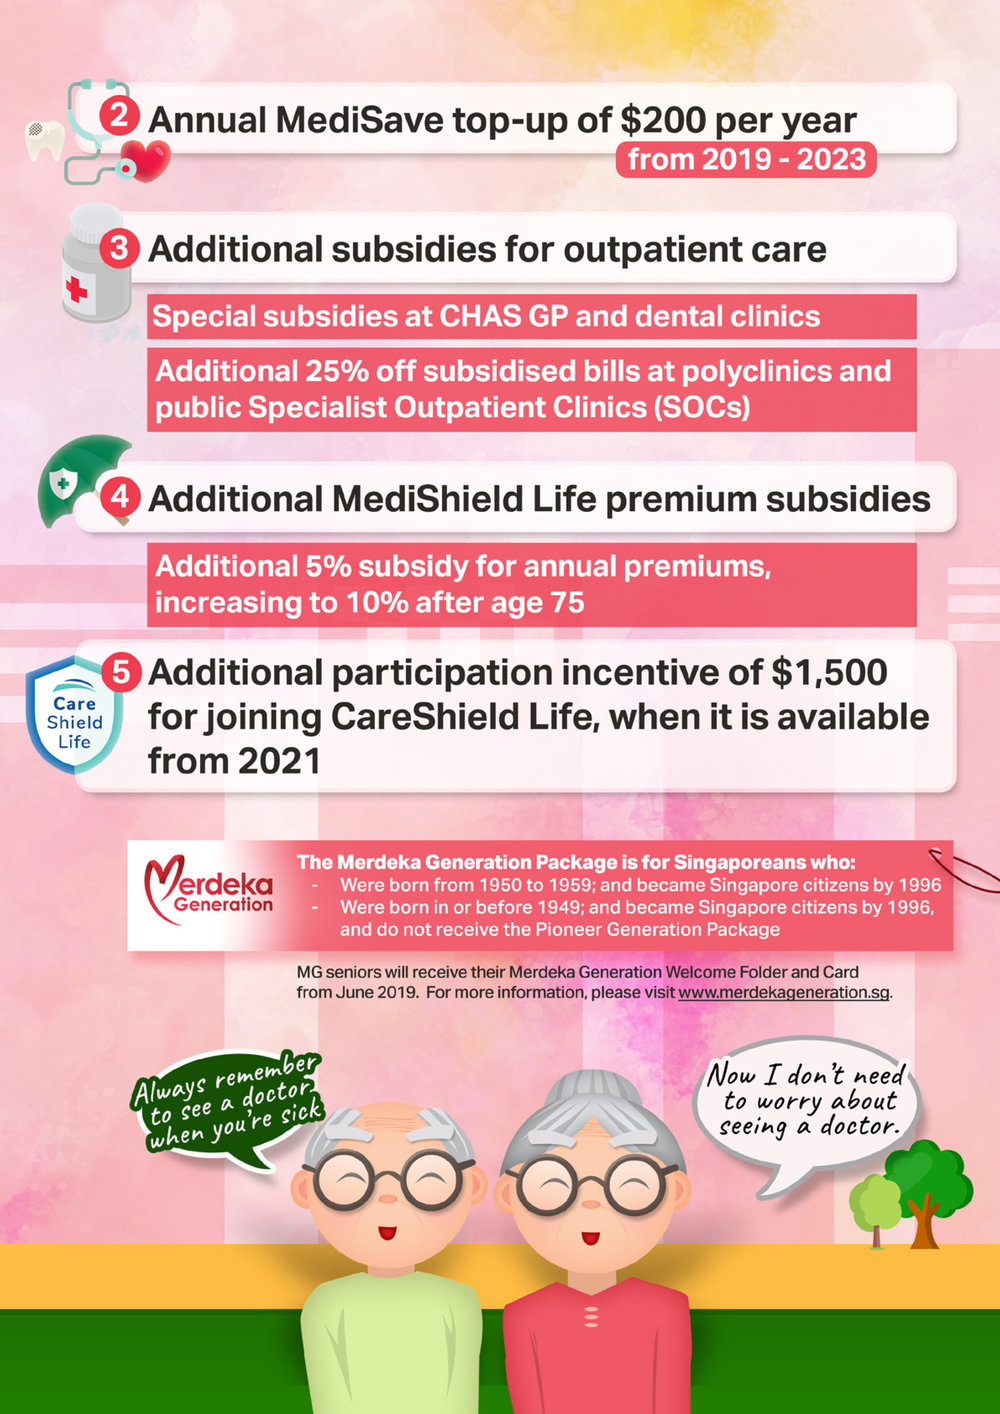 2 Annual MediSave top-up of $200 per year
from 2019 - 2023
3 Additional subsidies for outpatient care
Special subsidies at CHAS GP and dental clinics
Additional 25% off subsidised bills at polyclinics and
public Specialist Outpatient Clinics (SOCs)
4 Additional MediShield Life premium subsidies
Additional 5% subsidy for annual premiums,
increasing to 10% after age 75
Care
Shield
Life
5 Additional participation incentive of $1,500
for joining CareShield Life, when it is available
from 2021
Merdeka
Generation
The Merdeka Generation Package is for Singaporeans who:
- Were born from 1950 to 1959; and became Singapore citizens by 1996
- Were born in or before 1949; and became Singapore citizens by 1996,
and do not receive the Pioneer Generation Package
MG seniors will receive their Merdeka Generation Welcome Folder and Card
from June 2019. For more information, please visit www.merdekageneration.sg.
Always remember
to see a doctor
when you're sick
Now I don't need
to worry about
seeing a doctor.